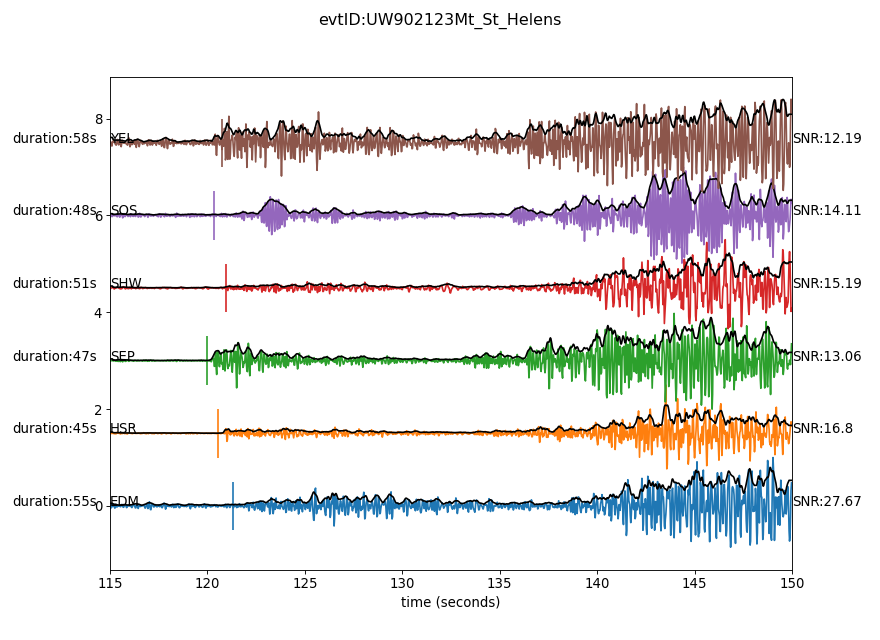 evtID:UW902123Mt_St_Helens
8
duration:58s YEL SNR:12.19
duration:48s SOS SNR:14.11
6
duration:51s SHW SNR:15.19
4
duration:47s SEP SNR:13.06
2
duration:45s HSR SNR:16.8
duration:55s EDM SNR:27.67
0
115 120 125 130 135 140 145 150
time (seconds)